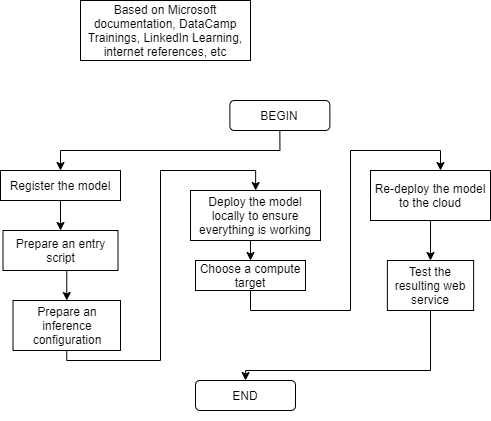 Based on Microsoft
documentation, DataCamp
Trainings, LinkedIn Learning,
internet references, etc
BEGIN
Register the model
Prepare an entry
script
Prepare an
inference
configuration
Deploy the model
locally to ensure
everything is working
Choose a compute
target
Re-deploy the model
to the cloud
Test the
resulting web
service
END